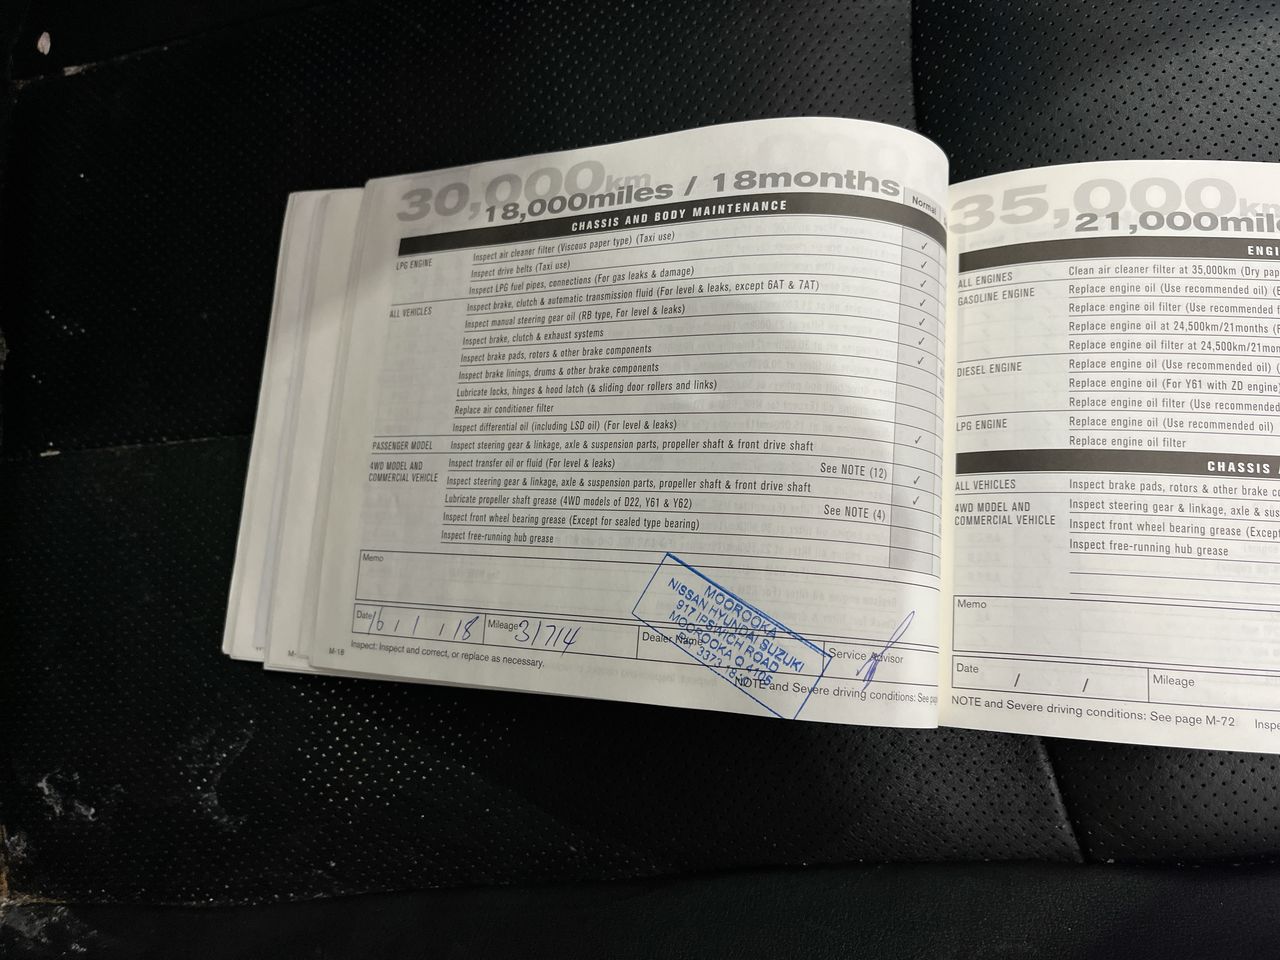 30,000km
18,000miles / 18months
Normal
CHASSIS AND BODY MAINTENANCE
LPG ENGINE
Inspect air cleaner filter (Viscous paper type) (Taxi use) ✓
Inspect drive belts (Taxi use) ✓
Inspect LPG fuel pipes, connections (For gas leaks & damage) ✓
ALL VEHICLES
Inspect brake, clutch & automatic transmission fluid (For level & leaks, except 6AT & 7AT) ✓
Inspect manual steering gear oil (RB type, For level & leaks) ✓
Inspect brake, clutch & exhaust systems ✓
Inspect brake pads, rotors & other brake components ✓
Inspect brake linings, drums & other brake components
Lubricate locks, hinges & hood latch (& sliding door rollers and links)
Replace air conditioner filter
Inspect differential oil (including LSD oil) (For level & leaks) ✓
PASSENGER MODEL
Inspect steering gear & linkage, axle & suspension parts, propeller shaft & front drive shaft
4WD MODEL AND
COMMERCIAL VEHICLE
Inspect transfer oil or fluid (For level & leaks) See NOTE (12) ✓
Inspect steering gear & linkage, axle & suspension parts, propeller shaft & front drive shaft ✓
Lubricate propeller shaft grease (4WD models of D22, Y61 & Y62) See NOTE (4)
Inspect front wheel bearing grease (Except for sealed type bearing)
Inspect free-running hub grease
Memo
Date 16 / 1 / 18
Mileage 31714
Dealer Name
Service Advisor
MOOROOKA
NISSAN HYUNDAI SUZUKI
917 IPSWICH ROAD
MOOROOKA Q 4105
3373
M-18
Inspect: Inspect and correct, or replace as necessary.
NOTE and Severe driving conditions: See
35,000km
21,000mil
ENGI
ALL ENGINES
Clean air cleaner filter at 35,000km (Dry pap
GASOLINE ENGINE
Replace engine oil (Use recommended oil) (E
Replace engine oil filter (Use recommended f
Replace engine oil at 24,500km/21months (F
Replace engine oil filter at 24,500km/21mon
DIESEL ENGINE
Replace engine oil (Use recommended oil) (
Replace engine oil (For Y61 with ZD engine)
Replace engine oil filter (Use recommended
LPG ENGINE
Replace engine oil (Use recommended oil)
Replace engine oil filter
CHASSIS
ALL VEHICLES
Inspect brake pads, rotors & other brake co
4WD MODEL AND
COMMERCIAL VEHICLE
Inspect steering gear & linkage, axle & sus
Inspect front wheel bearing grease (Except
Inspect free-running hub grease
Memo
Date / /
Mileage
NOTE and Severe driving conditions: See page M-72
Inspe